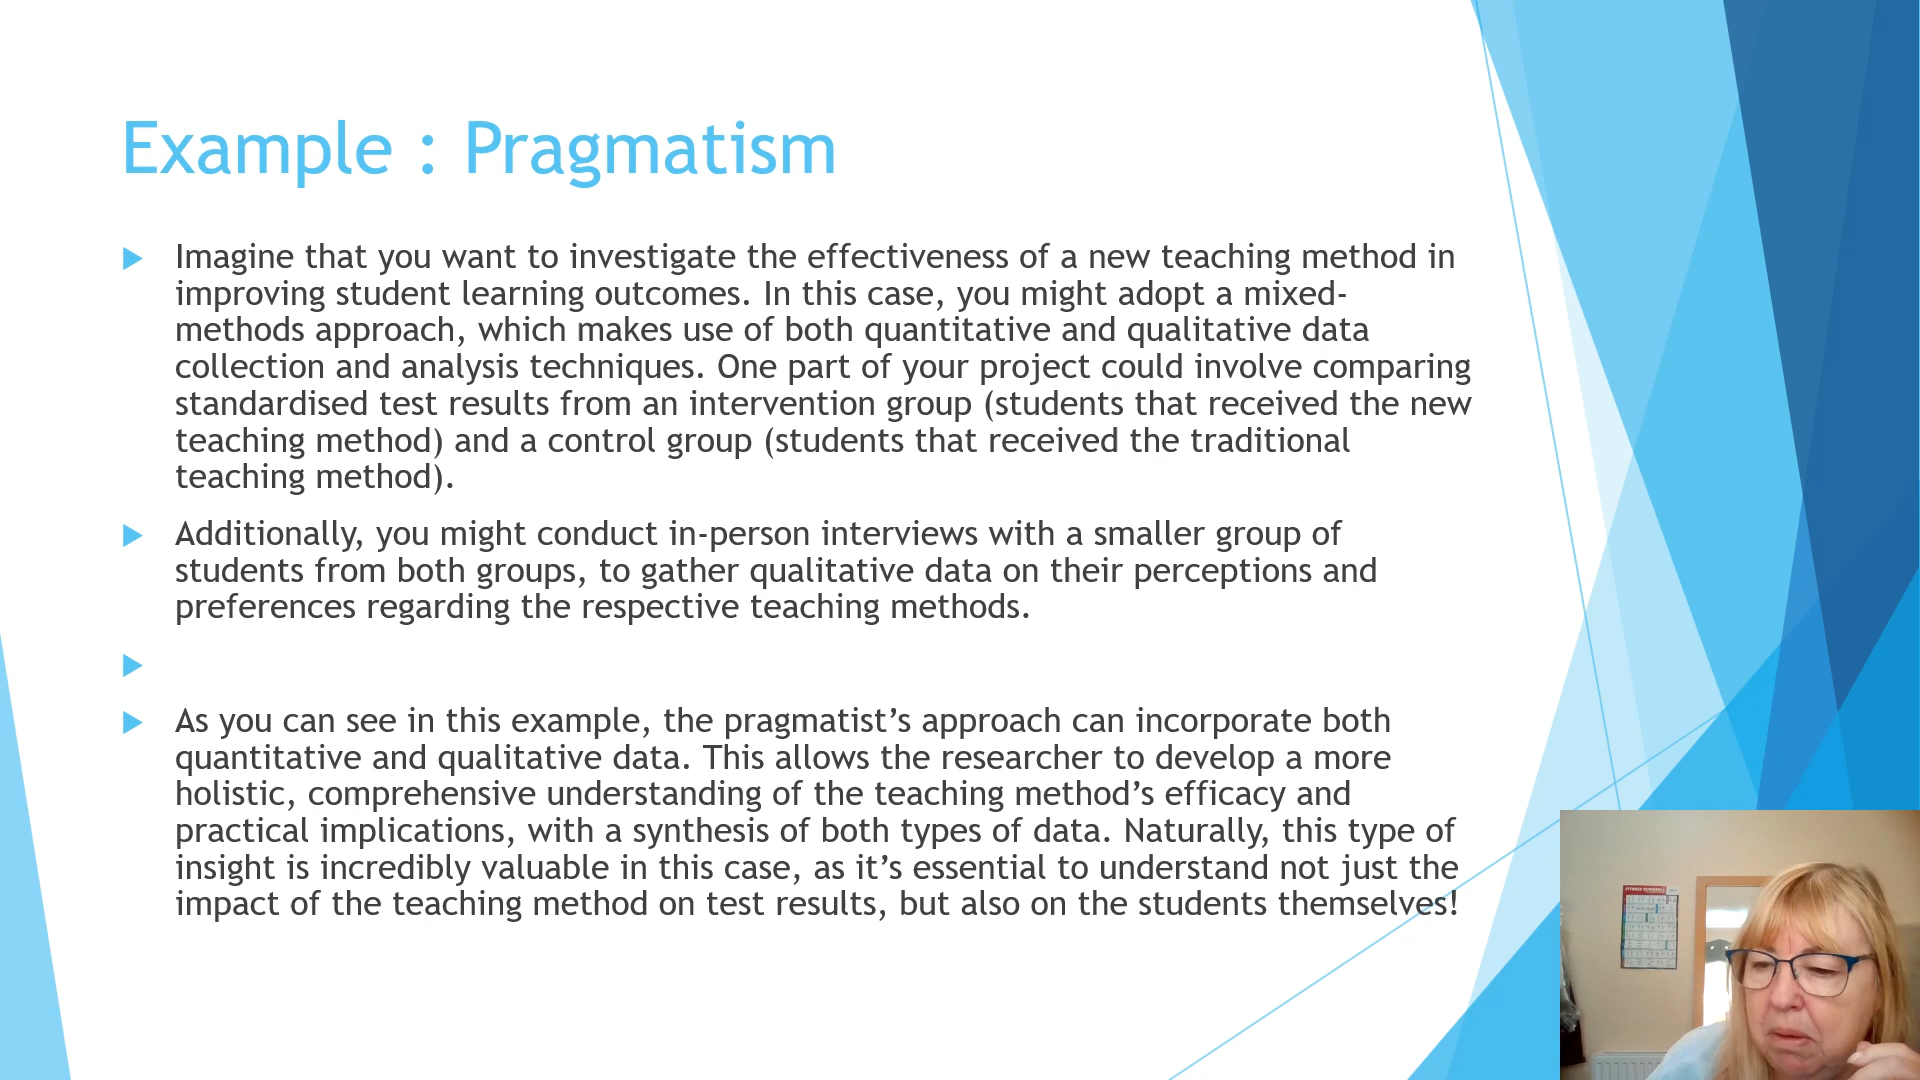 Example : Pragmatism
Imagine that you want to investigate the effectiveness of a new teaching method in
improving student learning outcomes. In this case, you might adopt a mixed-
methods approach, which makes use of both quantitative and qualitative data
collection and analysis techniques. One part of your project could involve comparing
standardised test results from an intervention group (students that received the new
teaching method) and a control group (students that received the traditional
teaching method).
Additionally, you might conduct in-person interviews with a smaller group of
students from both groups, to gather qualitative data on their perceptions and
preferences regarding the respective teaching methods.
As you can see in this example, the pragmatist’s approach can incorporate both
quantitative and qualitative data. This allows the researcher to develop a more
holistic, comprehensive understanding of the teaching method’s efficacy and
practical implications, with a synthesis of both types of data. Naturally, this type of
insight is incredibly valuable in this case, as it’s essential to understand not just the
impact of the teaching method on test results, but also on the students themselves!